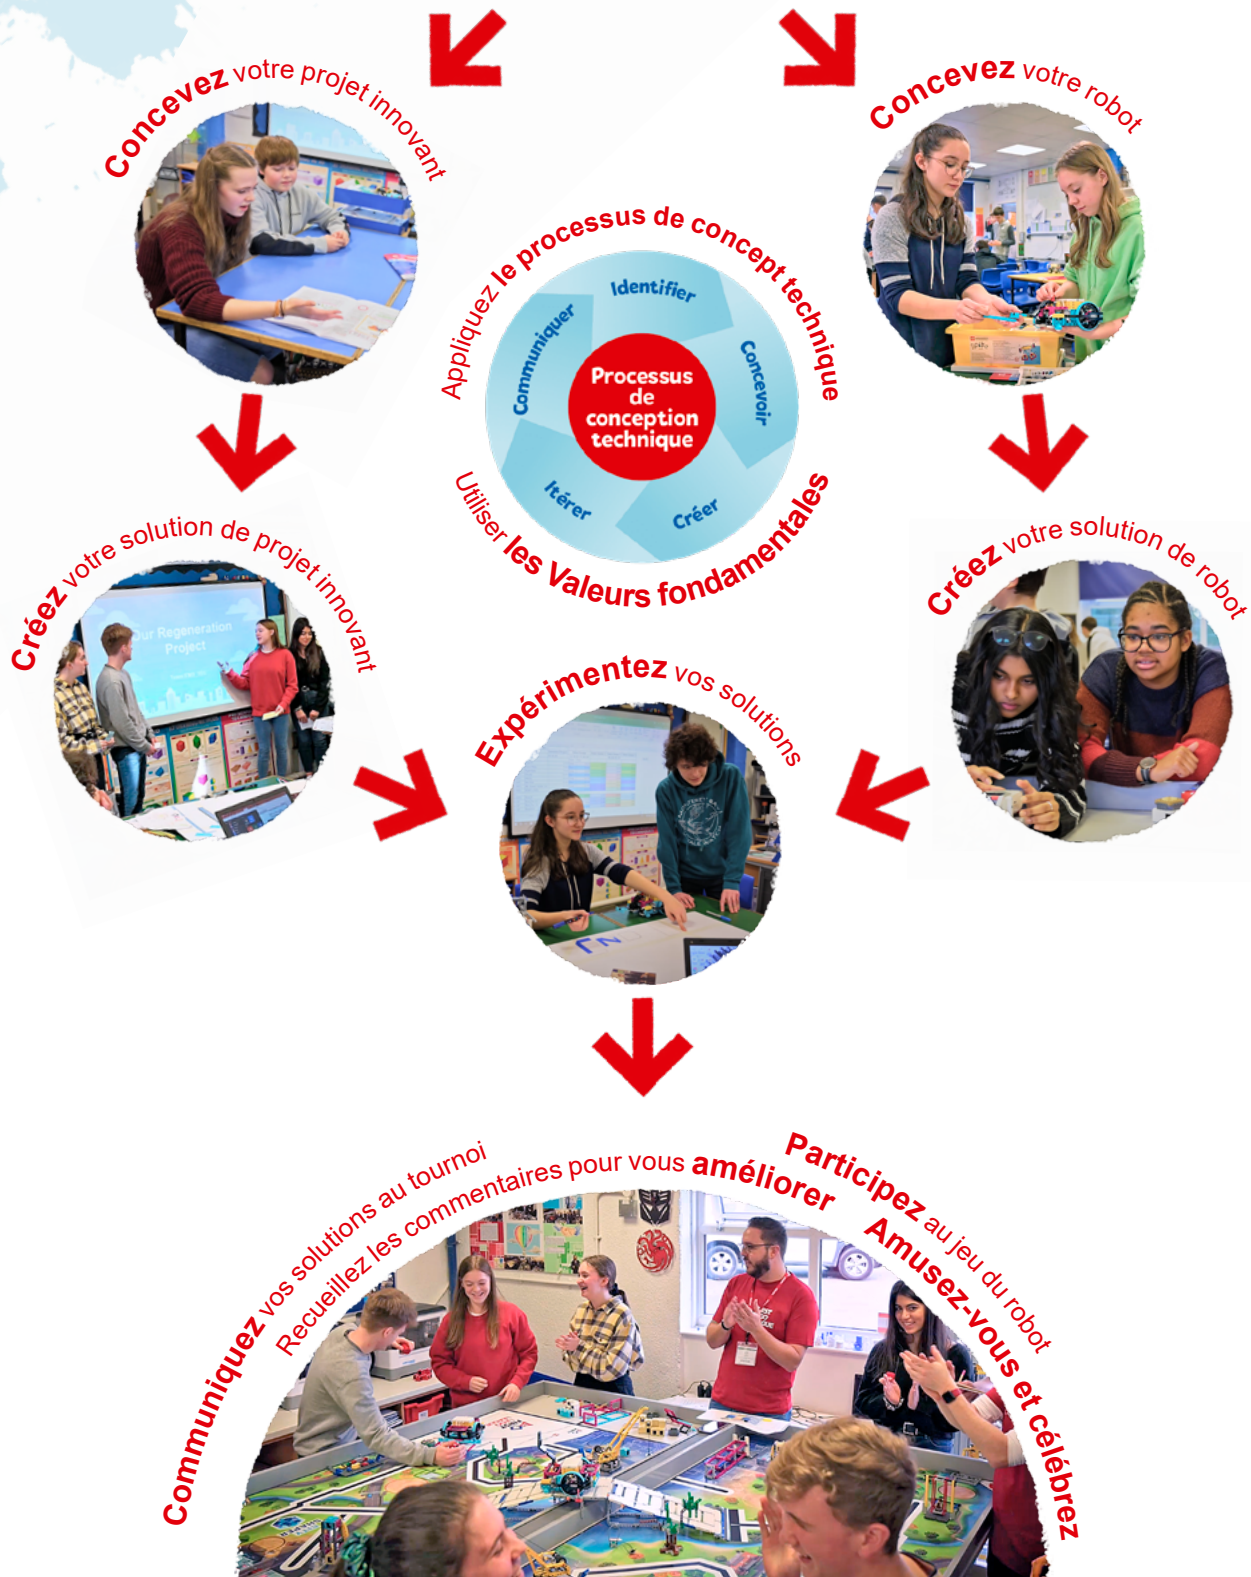 Concevez votre projet innovant
Concevez votre robot
Appliquez le processus de concept technique
Identifier
Concevoir
Créer
Itérer
Communiquer
Processus
de
conception
technique
Utiliser les Valeurs fondamentales
Créez votre solution de projet innovant
Our Regeneration
Project
Créez votre solution de robot
Expérimentez vos solutions
Communiquez vos solutions au tournoi
Recueillez les commentaires pour vous améliorer
Participez au jeu du robot
Amusez-vous et célébrez